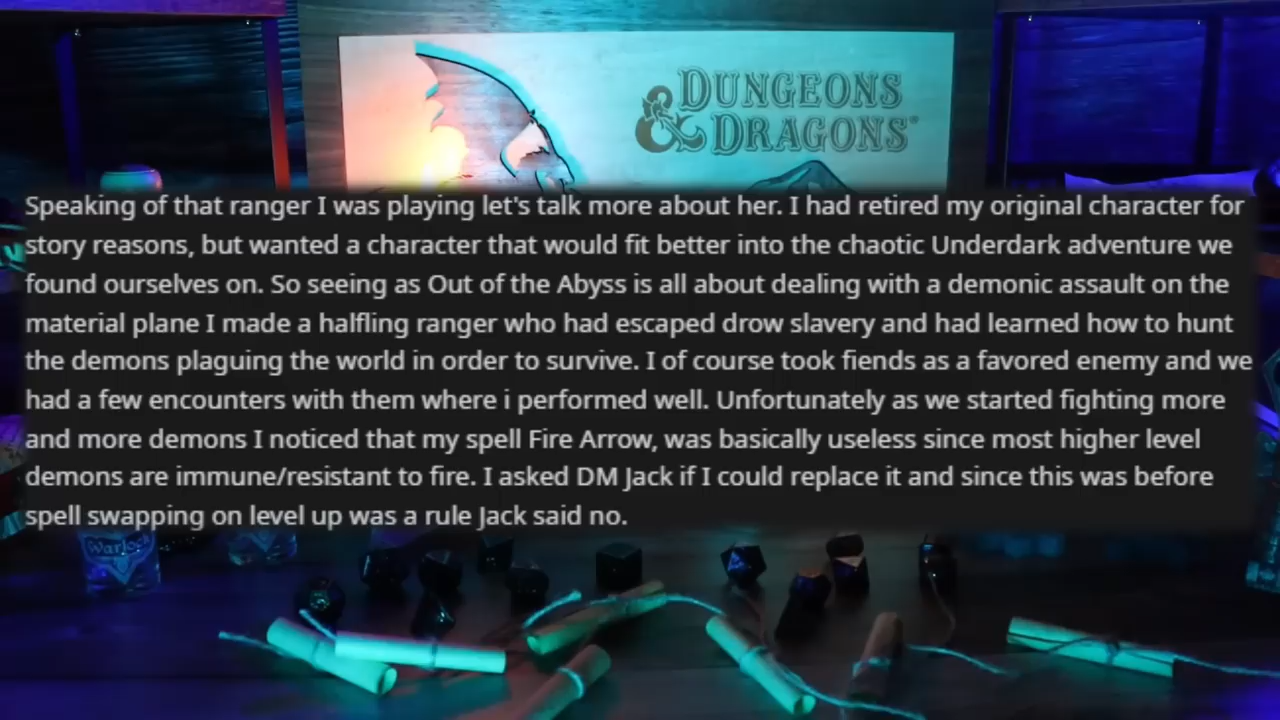 DUNGEONS
& DRAGONS®
Speaking of that ranger I was playing let's talk more about her. I had retired my original character for
story reasons, but wanted a character that would fit better into the chaotic Underdark adventure we
found ourselves on. So seeing as Out of the Abyss is all about dealing with a demonic assault on the
material plane I made a halfling ranger who had escaped drow slavery and had learned how to hunt
the demons plaguing the world in order to survive. I of course took fiends as a favored enemy and we
had a few encounters with them where i performed well. Unfortunately as we started fighting more
and more demons I noticed that my spell Fire Arrow, was basically useless since most higher level
demons are immune/resistant to fire. I asked DM Jack if I could replace it and since this was before
spell swapping on level up was a rule Jack said no.
Warlock